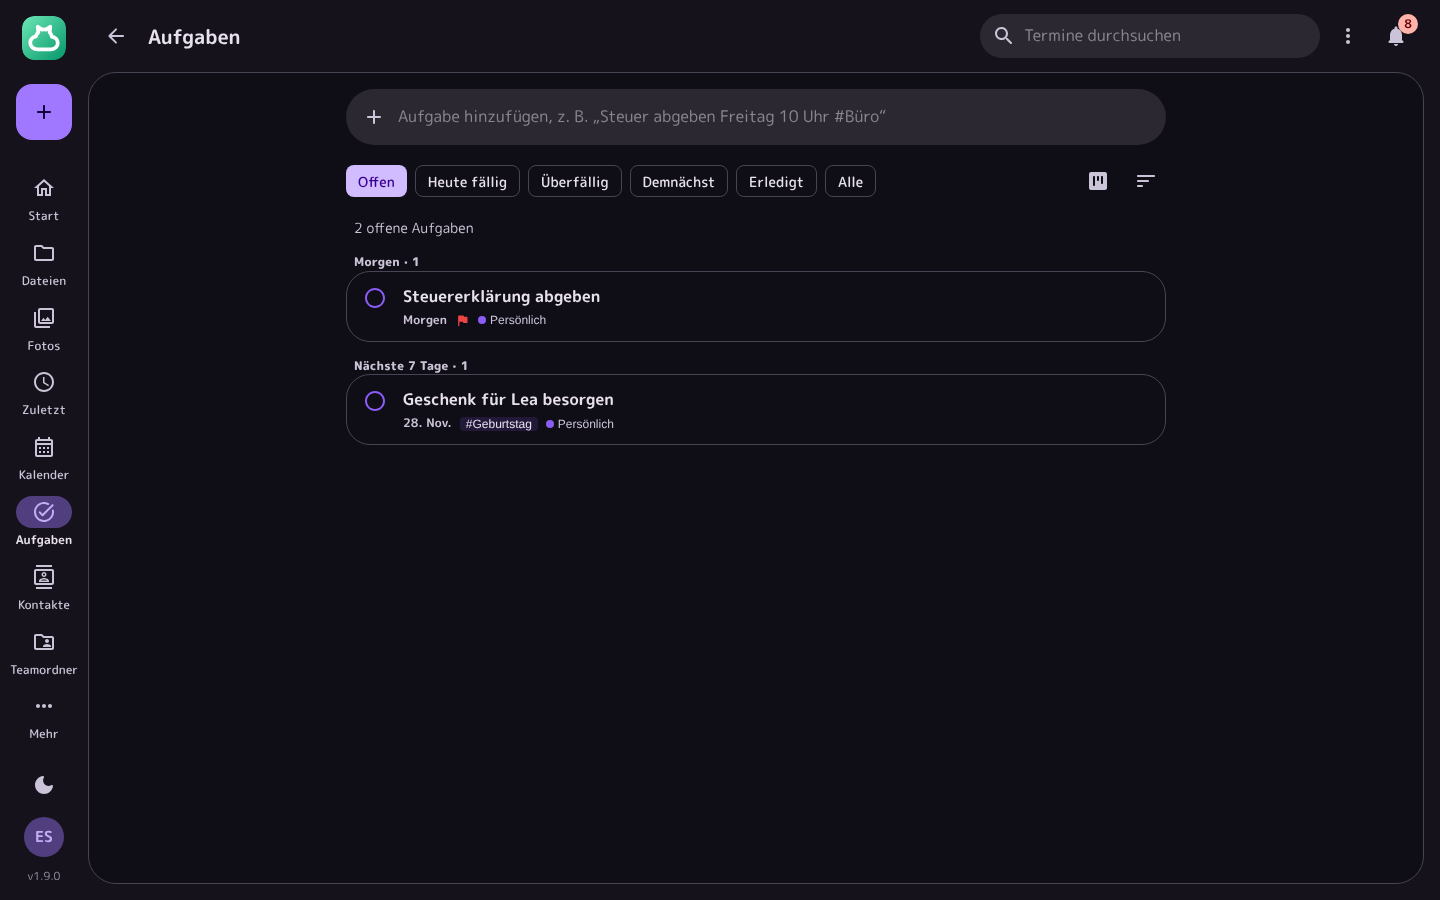 Aufgaben
Termine durchsuchen
8
Aufgabe hinzufügen, z. B. „Steuer abgeben Freitag 10 Uhr #Büro“
Offen
Heute fällig
Überfällig
Demnächst
Erledigt
Alle
2 offene Aufgaben
Morgen · 1
Steuererklärung abgeben
Morgen Persönlich
Nächste 7 Tage · 1
Geschenk für Lea besorgen
28. Nov. #Geburtstag Persönlich
Start
Dateien
Fotos
Zuletzt
Kalender
Aufgaben
Kontakte
Teamordner
Mehr
ES
v1.9.0